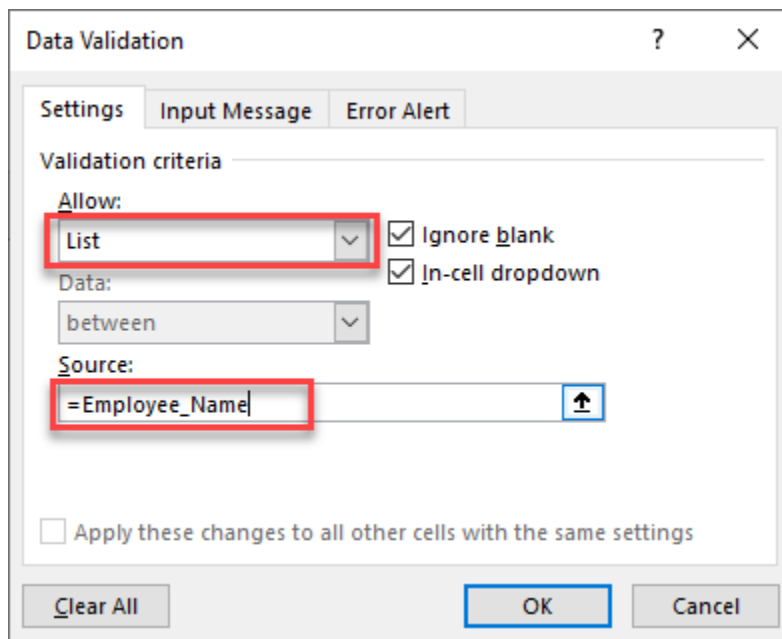 Data Validation ?
Settings Input Message Error Alert
Validation criteria
Allow:
List
Ignore blank
Data:
In-cell dropdown
between
Source:
=Employee_Name
Apply these changes to all other cells with the same settings
Clear All OK Cancel